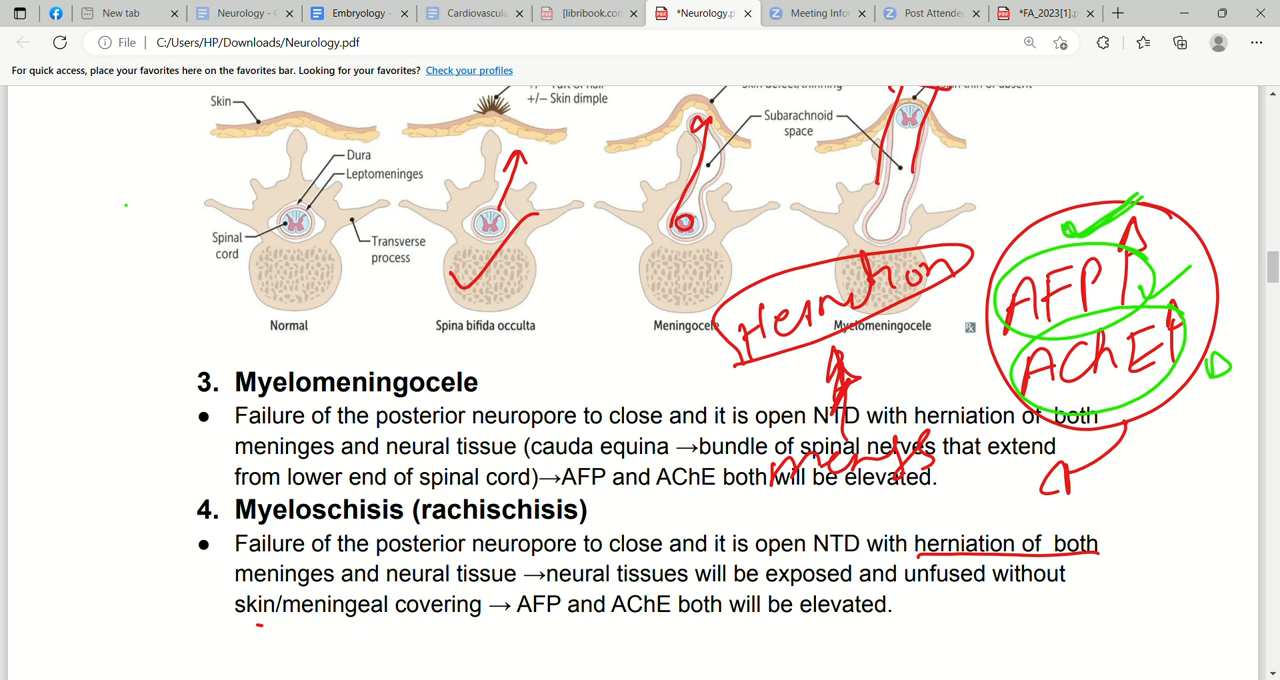 New tab
Neurology - C
Embryology -
Cardiovascula
[libribook.con
*Neurology.p
Meeting Info
Post Attende
*FA_2023[1].p
File
C:/Users/HP/Downloads/Neurology.pdf
For quick access, place your favorites here on the favorites bar. Looking for your favorites? Check your profiles
+/– Skin dimple
Skin
Subarachnoid
space
Dura
Leptomeninges
Spinal
cord
Transverse
process
Normal
Spina bifida occulta
Meningocele
Myelomeningocele
AFP↑
AChE↑
3. Myelomeningocele
● Failure of the posterior neuropore to close and it is open NTD with herniation of both
meninges and neural tissue (cauda equina →bundle of spinal nerves that extend
from lower end of spinal cord)→AFP and AChE both will be elevated.
4. Myeloschisis (rachischisis)
● Failure of the posterior neuropore to close and it is open NTD with herniation of both
meninges and neural tissue →neural tissues will be exposed and unfused without
skin/meningeal covering → AFP and AChE both will be elevated.